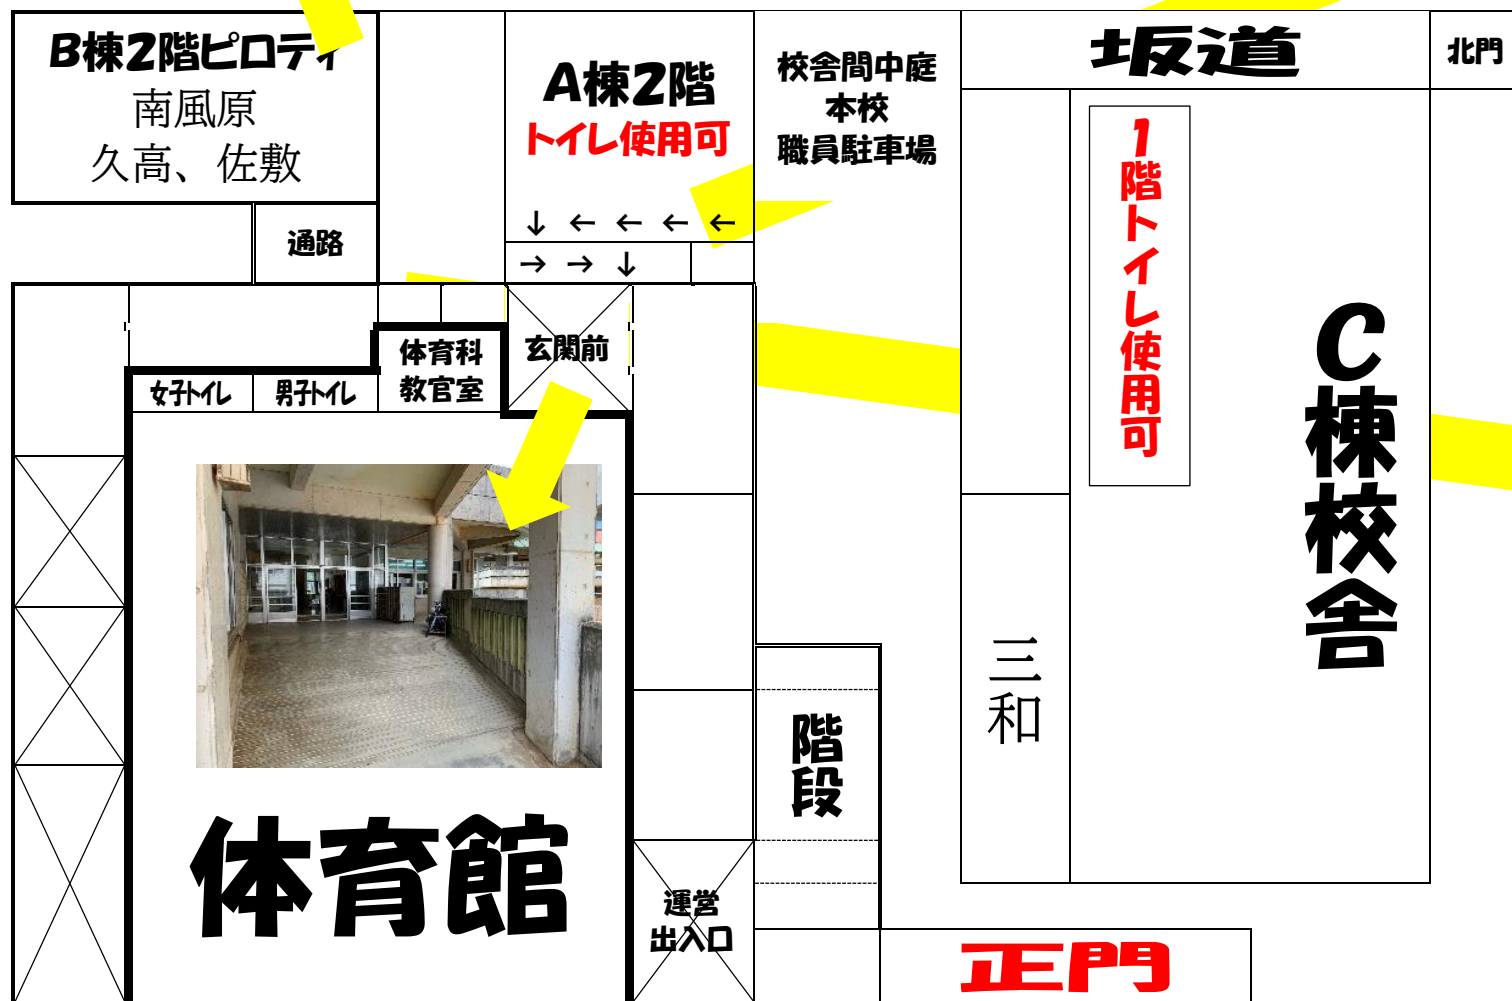 B棟2階ピロティ
南風原
久高、佐敷
通路
A棟2階
トイレ使用可
↓ ← ← ← ←
→ → ↓
校舎間中庭
本校
職員駐車場
坂道
北門
1階トイレ使用可
C棟校舎
三和
体育科
教官室
玄関前
女子トイレ
男子トイレ
体育館
階段
運営
出入口
正門